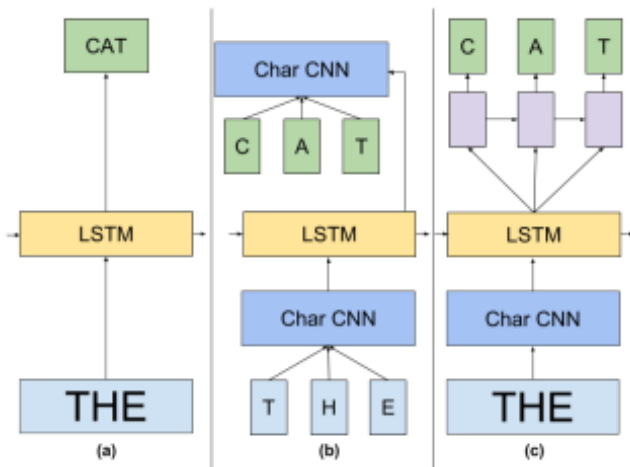 CAT
LSTM
THE
(a)
Char CNN
C A T
LSTM
Char CNN
T H E
(b)
C A T
LSTM
Char CNN
THE
(c)